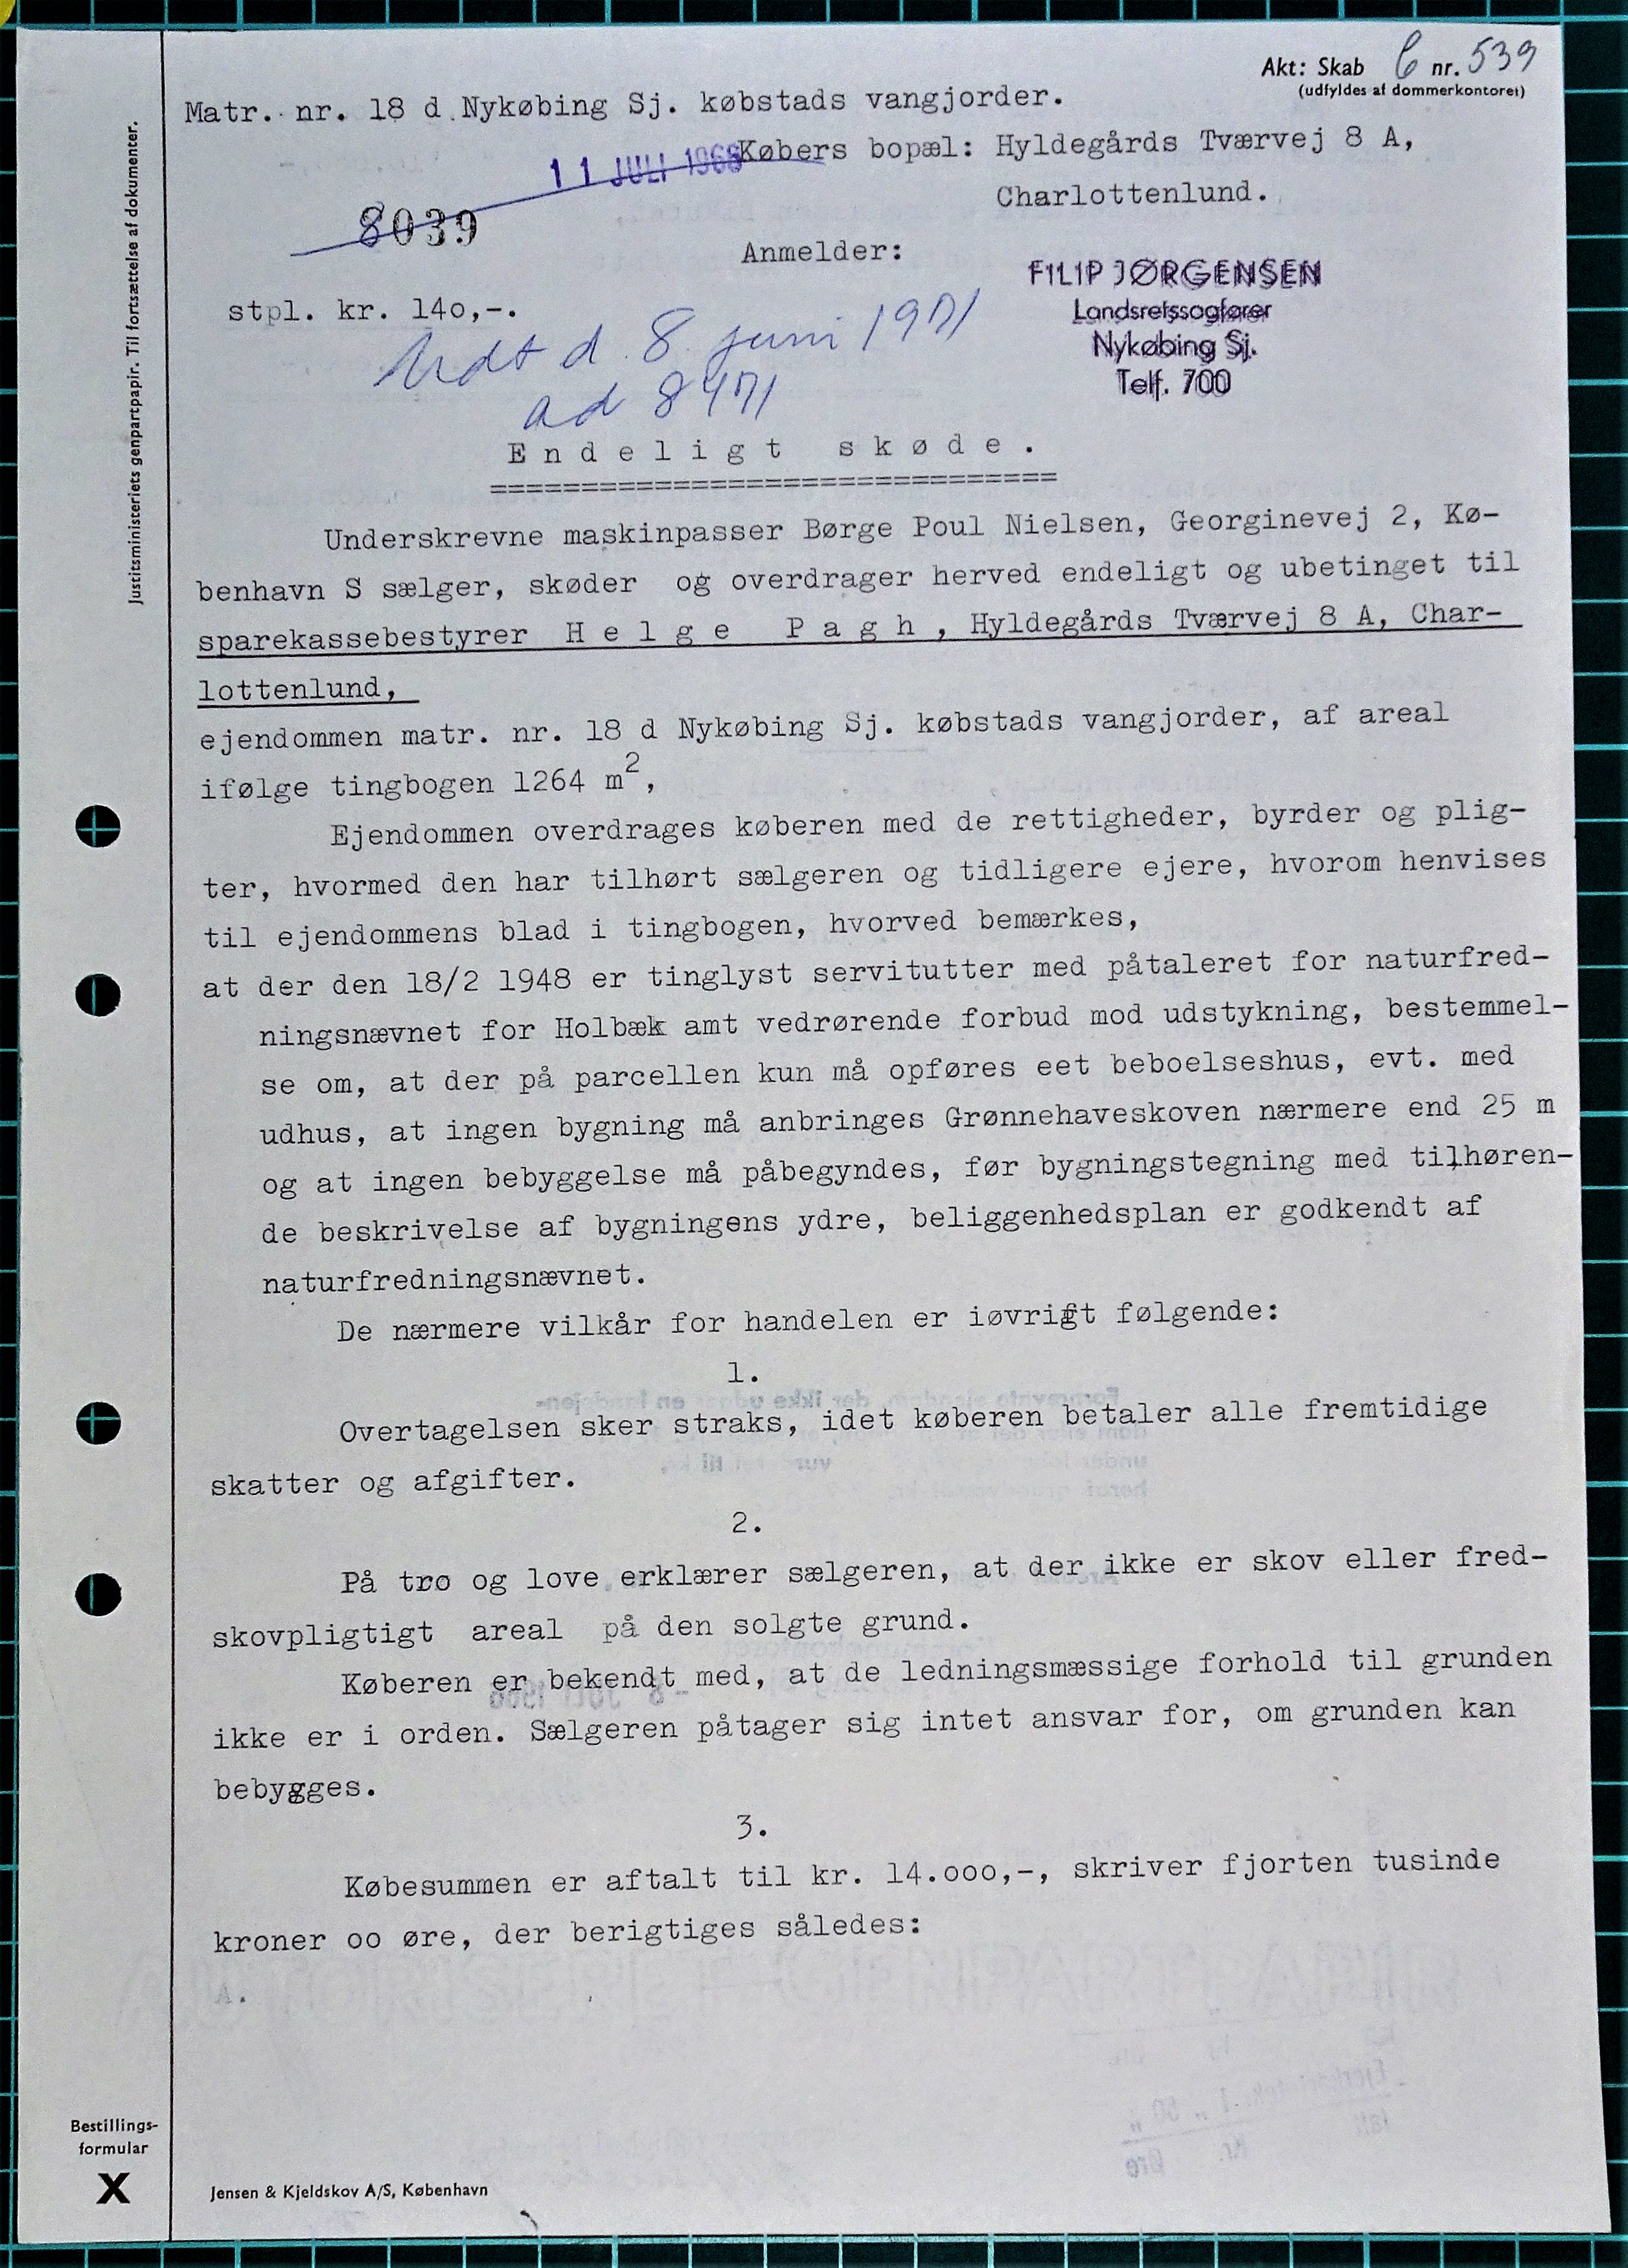 Akt: Skab C nr. 539
(udfyldes af dommerkontoret)
Matr. nr. 18 d Nykøbing Sj. købstads vangjorder.
11 JULI 1966
Købers bopæl: Hyldegårds Tværvej 8 A,
Charlottenlund.
8039
Anmelder:
FILIP JØRGENSEN
Landsretssagfører
Nykøbing Sj.
Telf. 700
stpl. kr. 14o,-.
Udt d. 8 juni 1971
ad 8471
Endeligt skøde.
===============================
Underskrevne maskinpasser Børge Poul Nielsen, Georginevej 2, Kø-
benhavn S sælger, skøder og overdrager herved endeligt og ubetinget til
sparekassebestyrer Helge Pagh, Hyldegårds Tværvej 8 A, Char-
lottenlund,
ejendommen matr. nr. 18 d Nykøbing Sj. købstads vangjorder, af areal
ifølge tingbogen 1264 m²,
Ejendommen overdrages køberen med de rettigheder, byrder og plig-
ter, hvormed den har tilhørt sælgeren og tidligere ejere, hvorom henvises
til ejendommens blad i tingbogen, hvorved bemærkes,
at der den 18/2 1948 er tinglyst servitutter med påtaleret for naturfred-
ningsnævnet for Holbæk amt vedrørende forbud mod udstykning, bestemmel-
se om, at der på parcellen kun må opføres eet beboelseshus, evt. med
udhus, at ingen bygning må anbringes Grønnehaveskoven nærmere end 25 m
og at ingen bebyggelse må påbegyndes, før bygningstegning med tilhøren-
de beskrivelse af bygningens ydre, beliggenhedsplan er godkendt af
naturfredningsnævnet.
De nærmere vilkår for handelen er iøvrigt følgende:
1.
Overtagelsen sker straks, idet køberen betaler alle fremtidige
skatter og afgifter.
2.
På tro og love erklærer sælgeren, at der ikke er skov eller fred-
skovpligtigt areal på den solgte grund.
Køberen er bekendt med, at de ledningsmæssige forhold til grunden
ikke er i orden. Sælgeren påtager sig intet ansvar for, om grunden kan
bebygges.
3.
Købesummen er aftalt til kr. 14.ooo,-, skriver fjorten tusinde
kroner oo øre, der berigtiges således:
Justitsministeriets genpartpapir. Til fortsættelse af dokumenter.
Bestillings-
formular
X
Jensen & Kjeldskov A/S, København